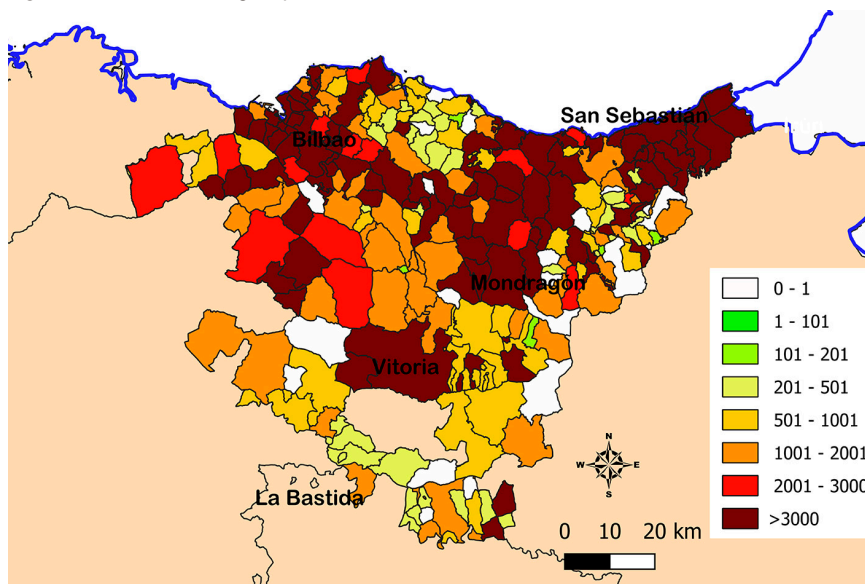 San Sebastian
Bilbao
Mondragon
Vitoria
La Bastida
0 - 1
1 - 101
101 - 201
201 - 501
501 - 1001
1001 - 2001
2001 - 3000
>3000
N
W E
S
0 10 20 km